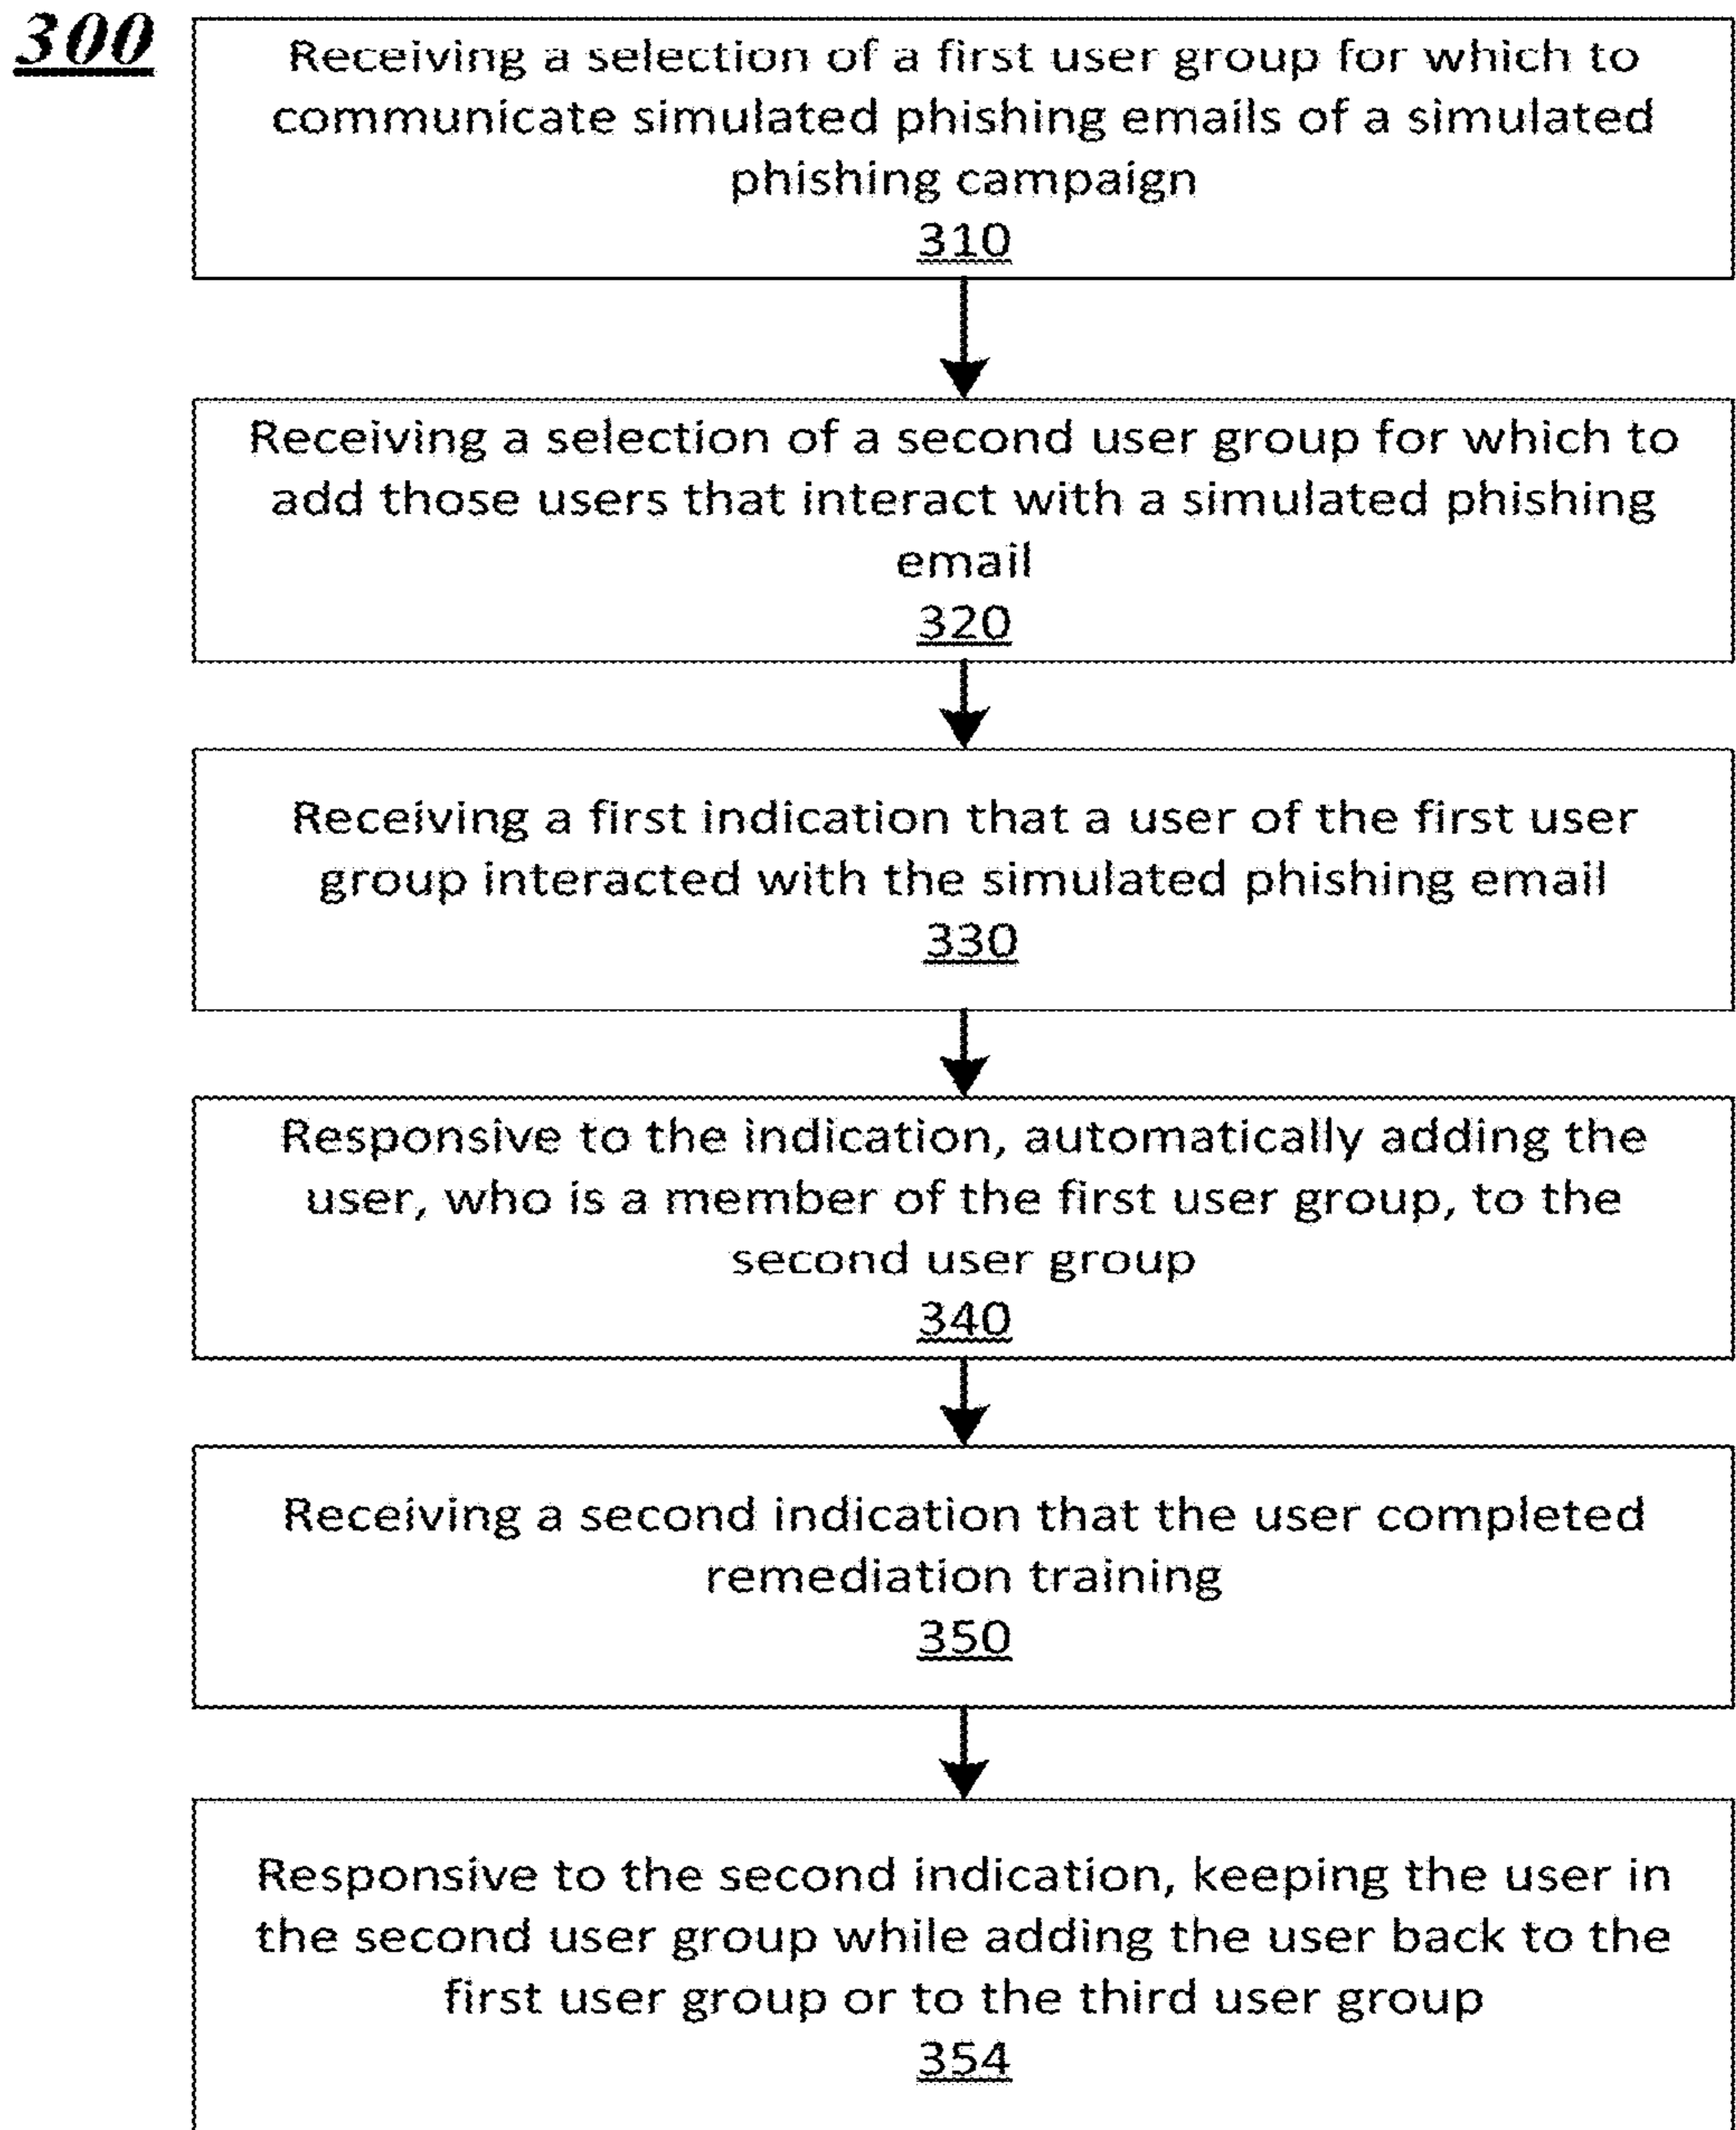 300
Receiving a selection of a first user group for which to
communicate simulated phishing emails of a simulated
phishing campaign
310
Receiving a selection of a second user group for which to
add those users that interact with a simulated phishing
email
320
Receiving a first indication that a user of the first user
group interacted with the simulated phishing email
330
Responsive to the indication, automatically adding the
user, who is a member of the first user group, to the
second user group
340
Receiving a second indication that the user completed
remediation training
350
Responsive to the second indication, keeping the user in
the second user group while adding the user back to the
first user group or to the third user group
354